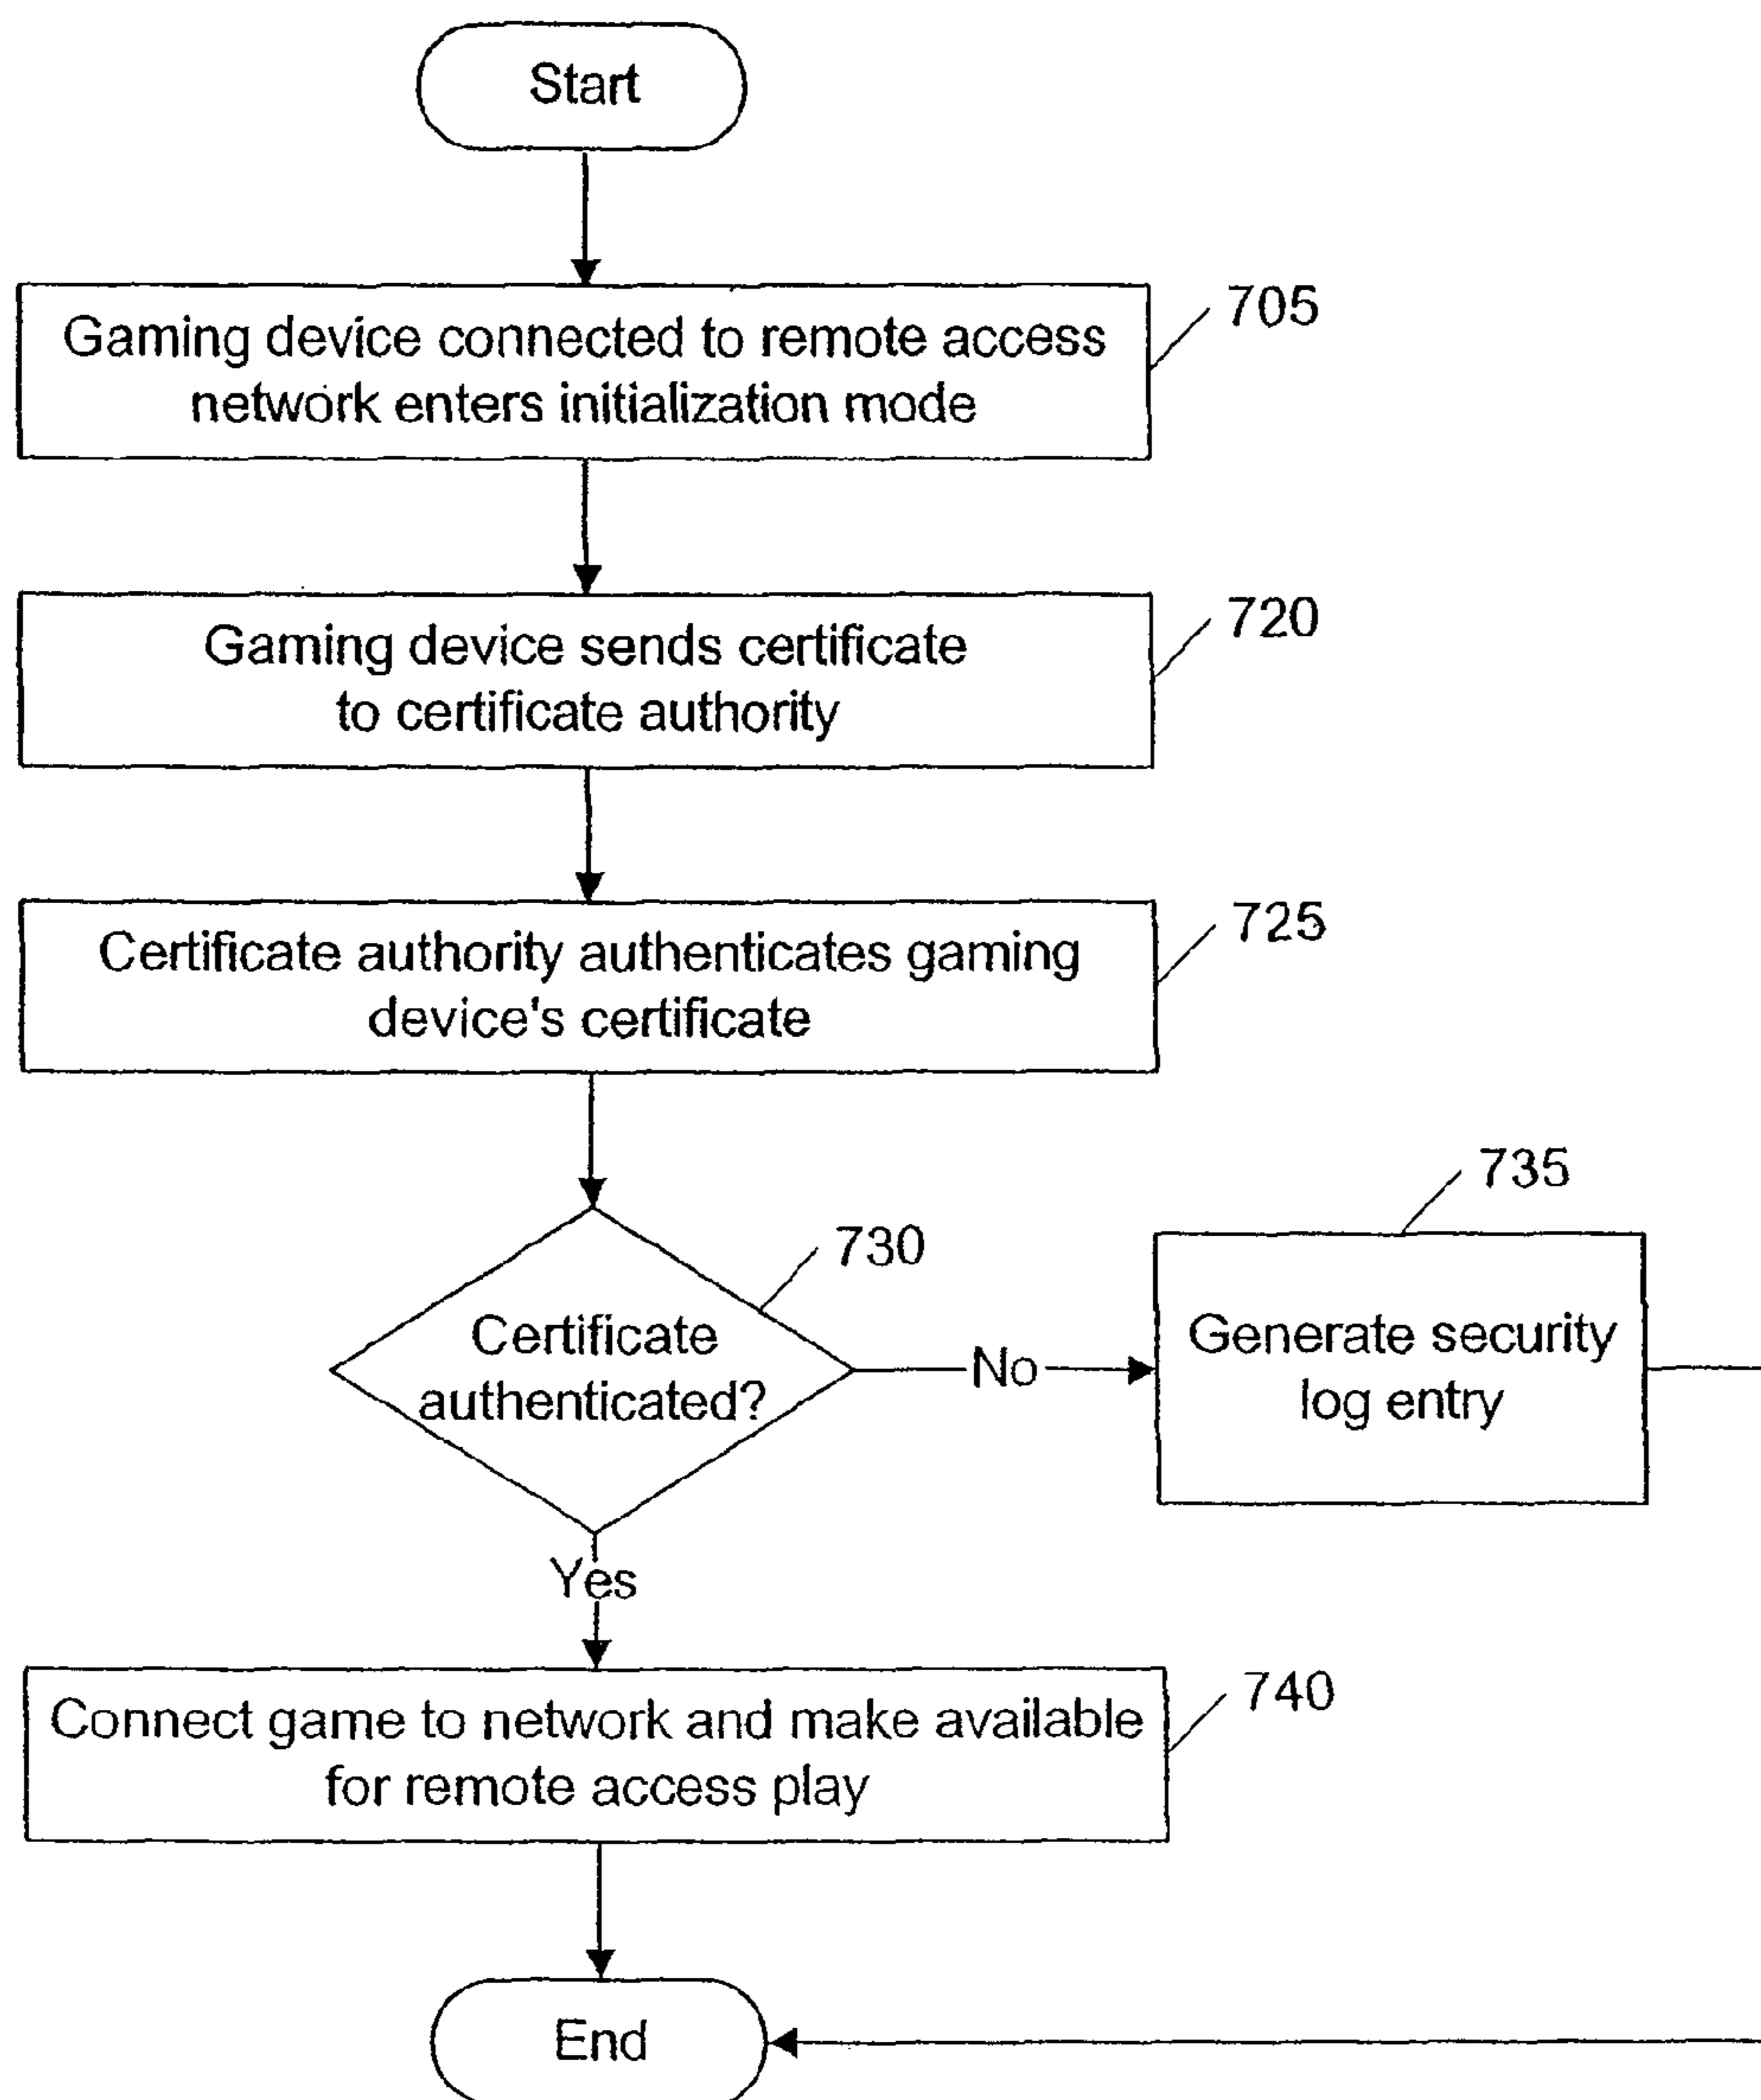 Start
705
Gaming device connected to remote access
network enters initialization mode
720
Gaming device sends certificate
to certificate authority
725
Certificate authority authenticates gaming
device's certificate
735
730
Certificate
authenticated?
No
Generate security
log entry
Yes
740
Connect game to network and make available
for remote access play
End